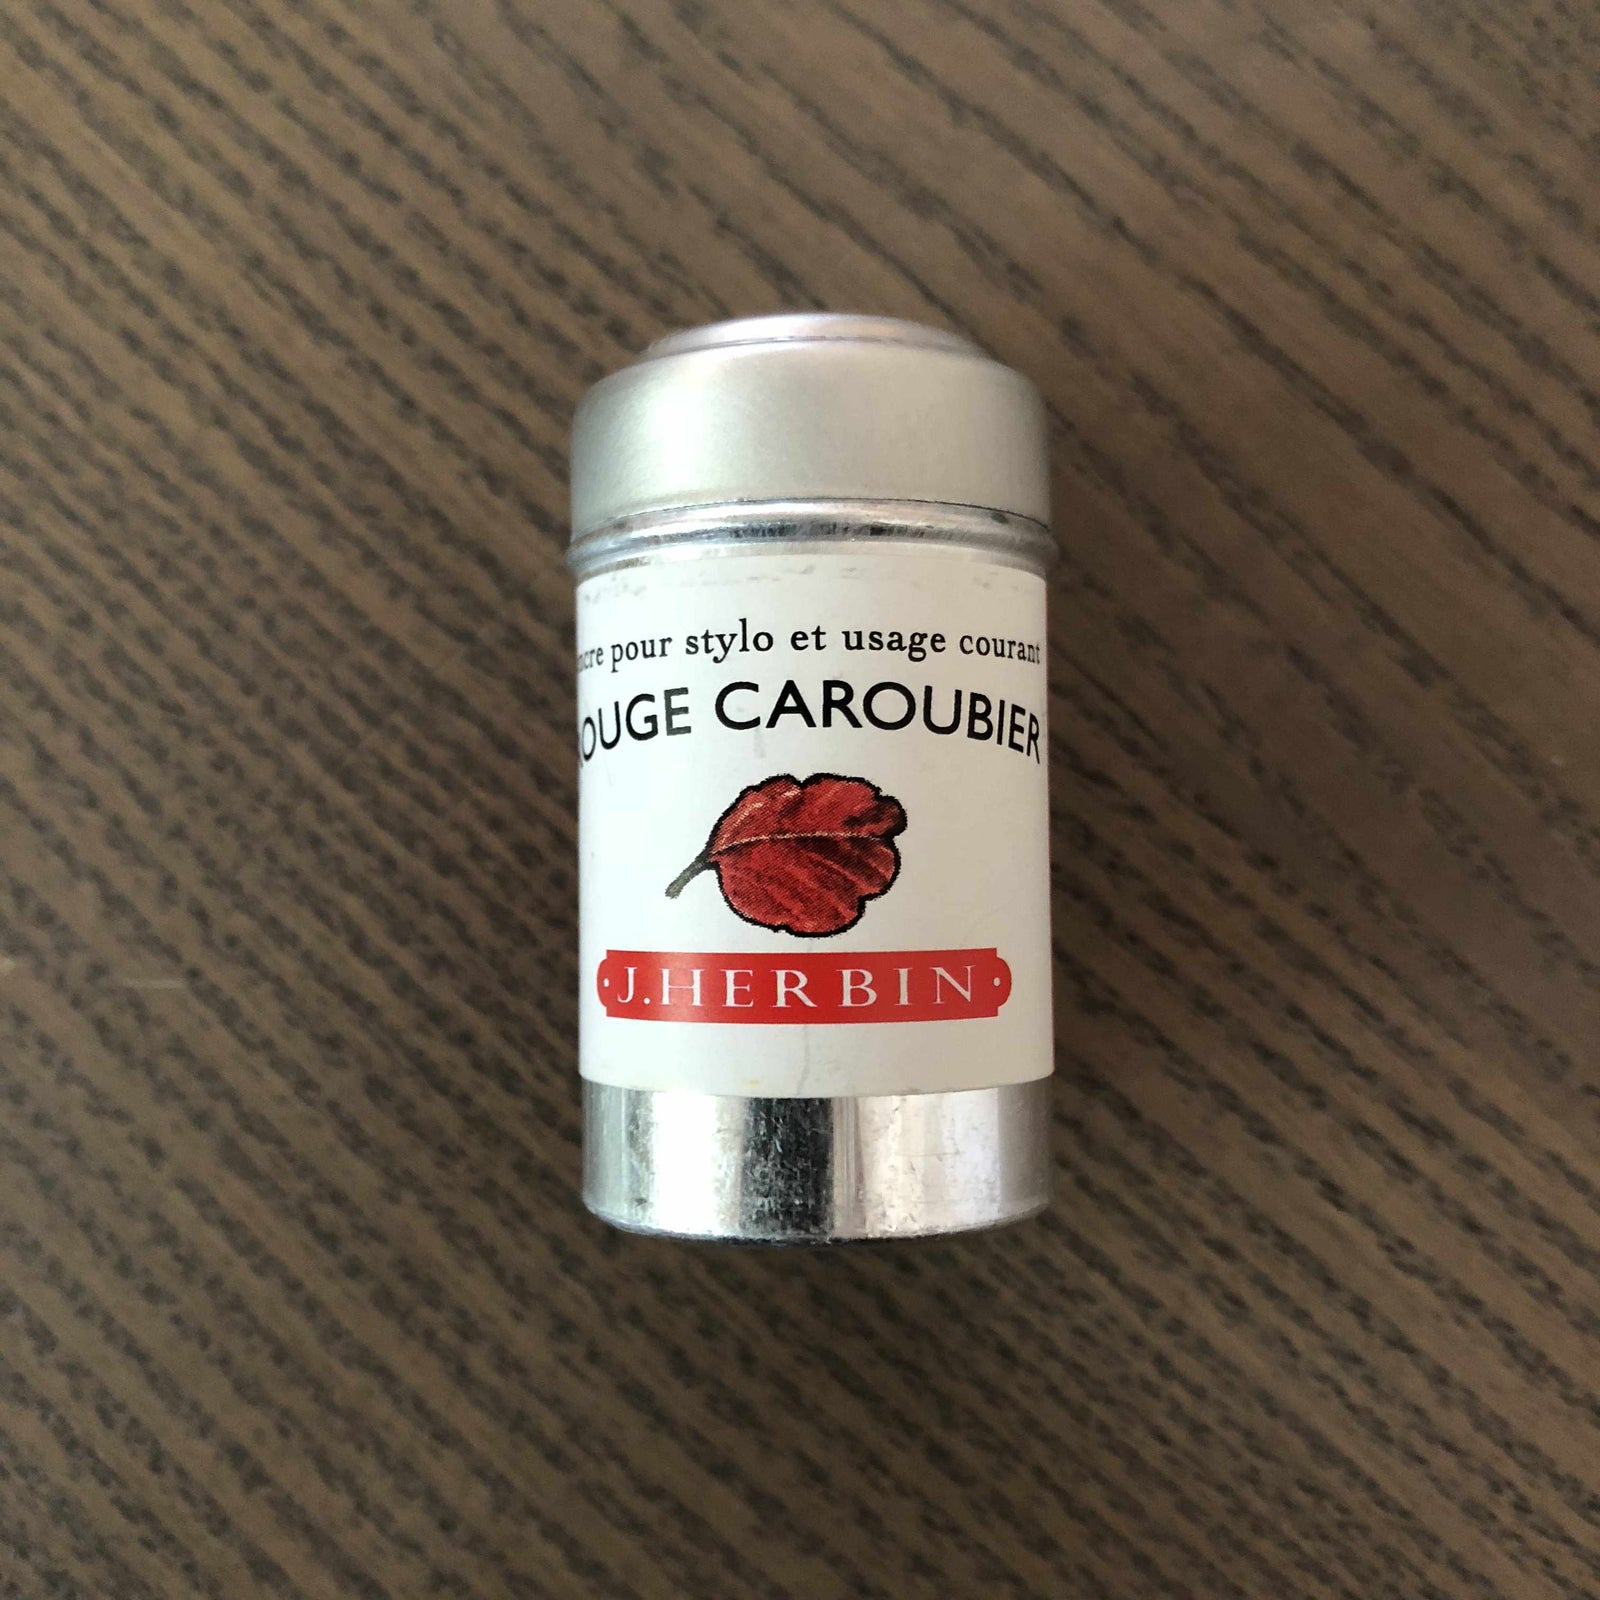 ncre pour stylo et usage courant
OUGE CAROUBIER
J.HERBIN